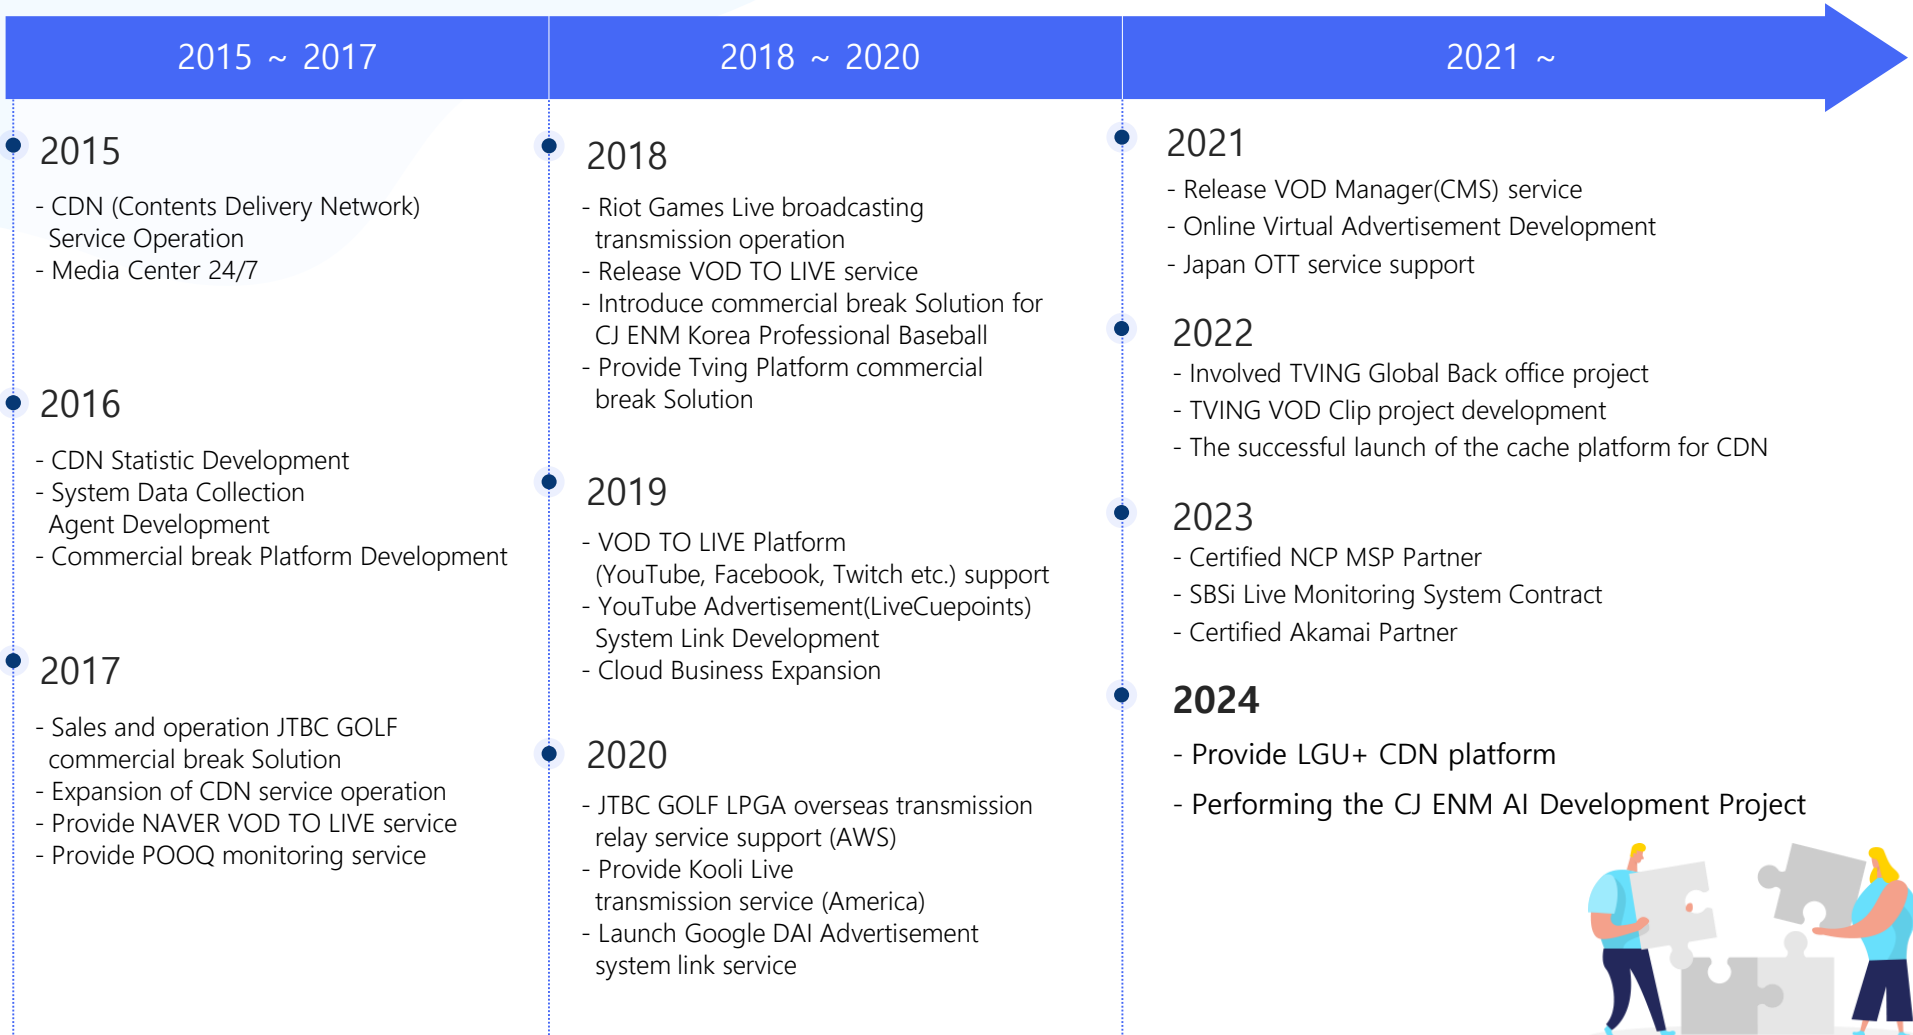 2015 ~ 2017
2018 ~ 2020
2021 ~
2015
- CDN (Contents Delivery Network)
Service Operation
- Media Center 24/7
2016
- CDN Statistic Development
- System Data Collection
Agent Development
- Commercial break Platform Development
2017
- Sales and operation JTBC GOLF
commercial break Solution
- Expansion of CDN service operation
- Provide NAVER VOD TO LIVE service
- Provide POOQ monitoring service
2018
- Riot Games Live broadcasting
transmission operation
- Release VOD TO LIVE service
- Introduce commercial break Solution for
CJ ENM Korea Professional Baseball
- Provide Tving Platform commercial
break Solution
2019
- VOD TO LIVE Platform
(YouTube, Facebook, Twitch etc.) support
- YouTube Advertisement(LiveCuepoints)
System Link Development
- Cloud Business Expansion
2020
- JTBC GOLF LPGA overseas transmission
relay service support (AWS)
- Provide Kooli Live
transmission service (America)
- Launch Google DAI Advertisement
system link service
2021
- Release VOD Manager(CMS) service
- Online Virtual Advertisement Development
- Japan OTT service support
2022
- Involved TVING Global Back office project
- TVING VOD Clip project development
- The successful launch of the cache platform for CDN
2023
- Certified NCP MSP Partner
- SBSi Live Monitoring System Contract
- Certified Akamai Partner
2024
- Provide LGU+ CDN platform
- Performing the CJ ENM AI Development Project